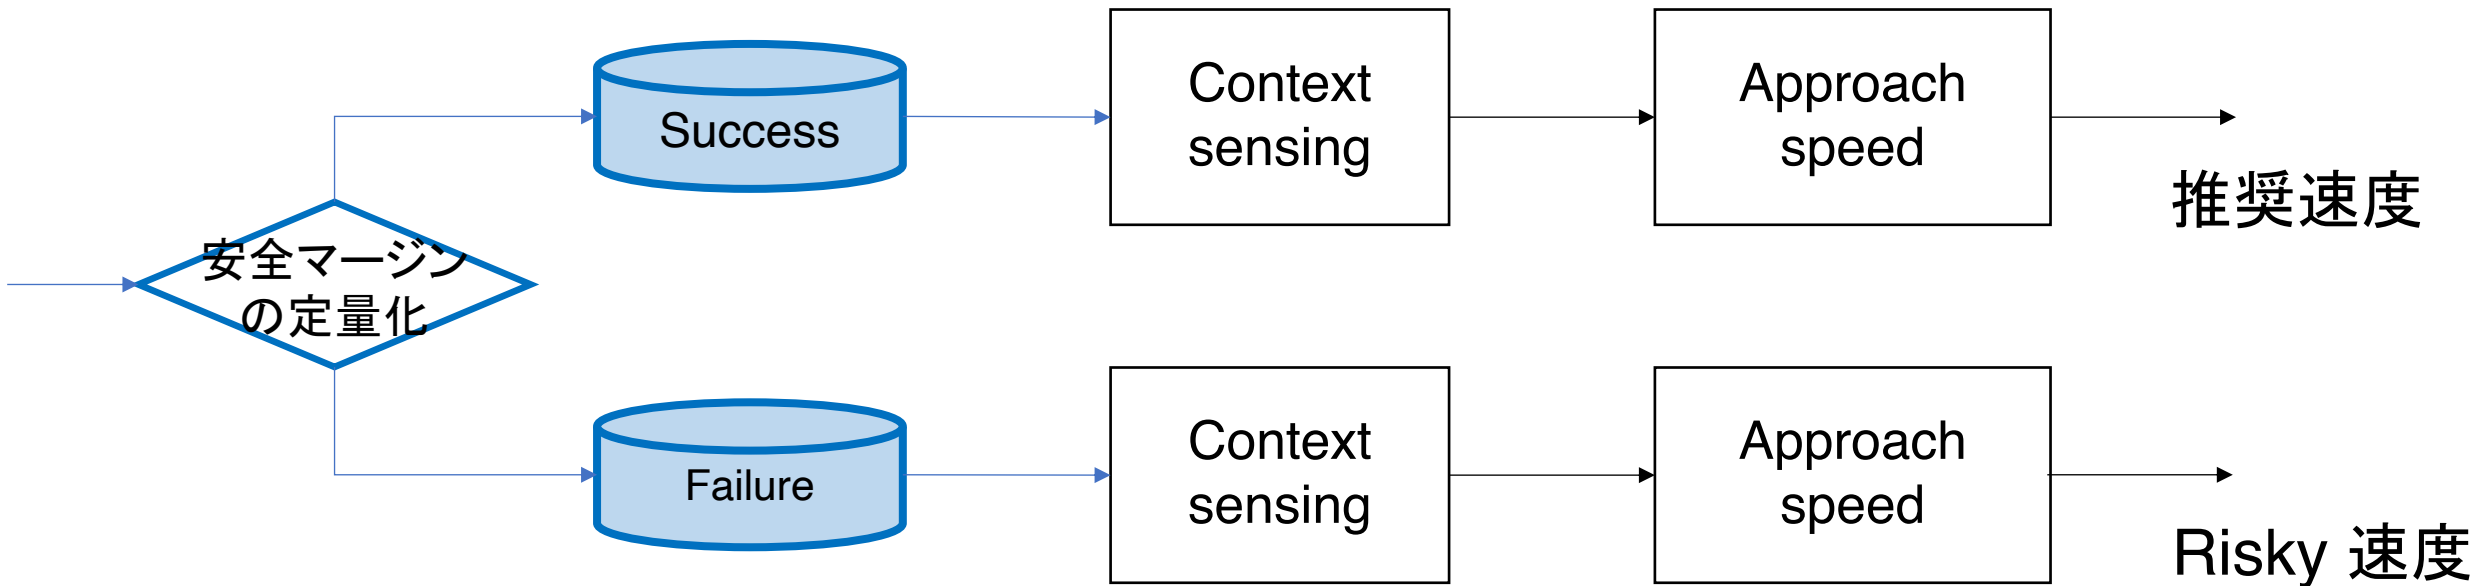 安全マージン
の定量化
Success
Context
sensing
Approach
speed
推奨速度
Failure
Context
sensing
Approach
speed
Risky 速度